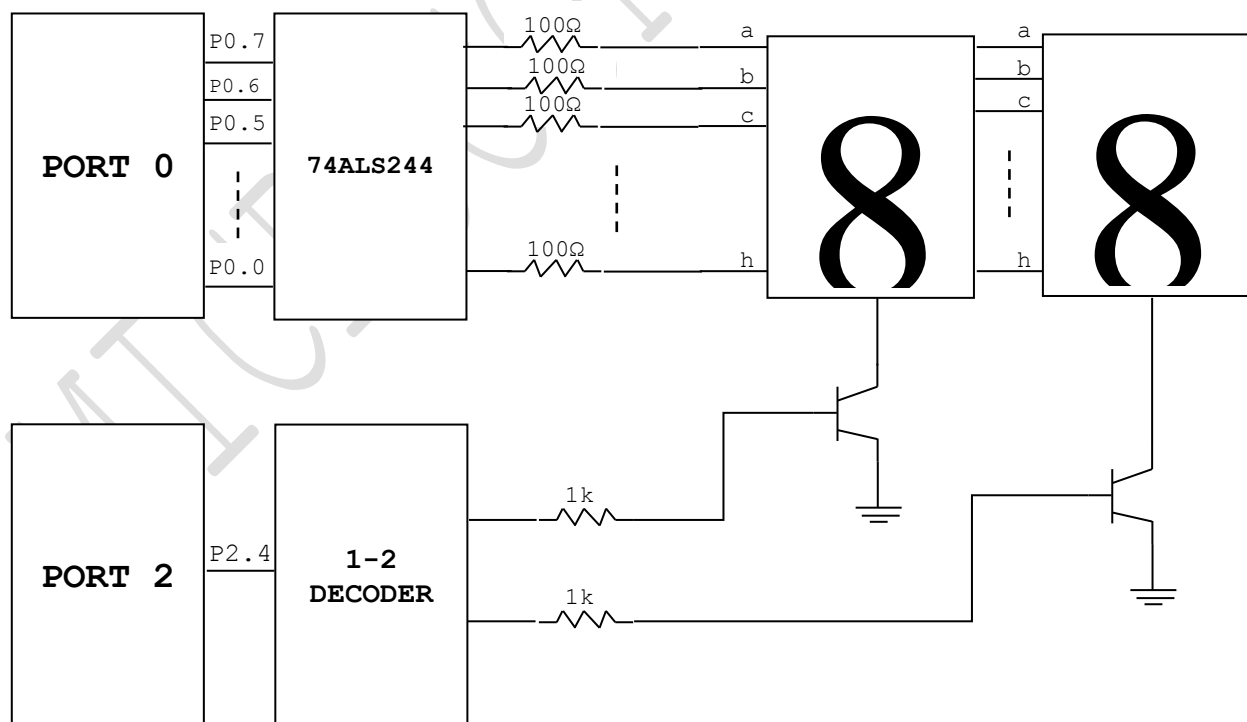 100Ω
a
a
P0.7
100Ω
b
b
P0.6
100Ω
c
c
P0.5
PORT 0
74ALS244
8
8
P0.0
100Ω
h
h
1k
P2.4
PORT 2
1-2
DECODER
1k